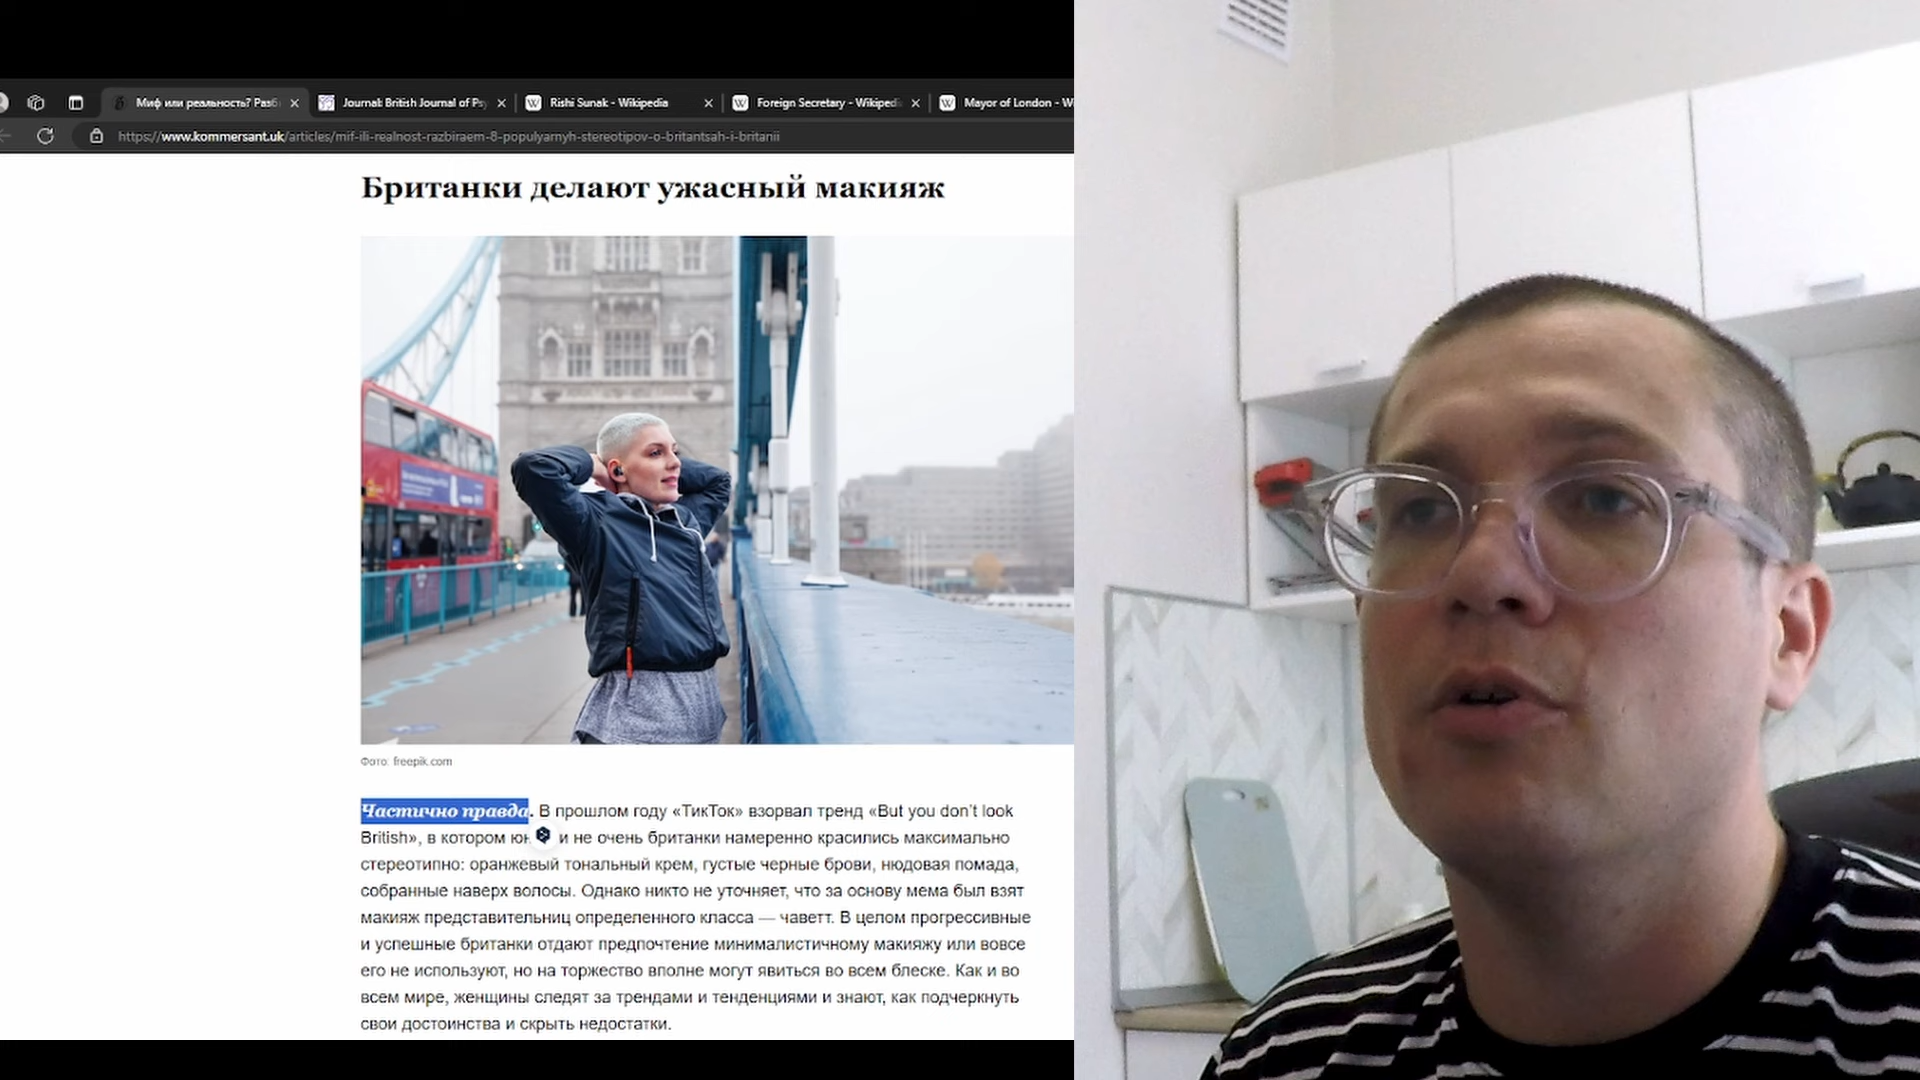 Миф или реальность? Разб
Journal: British Journal of Ps
Rishi Sunak - Wikipedia
Foreign Secretary - Wikiped
Mayor of London - W
https://www.kommersant.uk/articles/mif-ili-realnost-razbiraem-8-populyarnyh-stereotipov-o-britantsah-i-britanii
Британки делают ужасный макияж
Фото: freepik.com
Частично правда. В прошлом году «ТикТок» взорвал тренд «But you don’t look
British», в котором юн и не очень британки намеренно красились максимально
стереотипно: оранжевый тональный крем, густые черные брови, нюдовая помада,
собранные наверх волосы. Однако никто не уточняет, что за основу мема был взят
макияж представительниц определенного класса — чаветт. В целом прогрессивные
и успешные британки отдают предпочтение минималистичному макияжу или вовсе
его не используют, но на торжество вполне могут явиться во всем блеске. Как и во
всем мире, женщины следят за трендами и тенденциями и знают, как подчеркнуть
свои достоинства и скрыть недостатки.